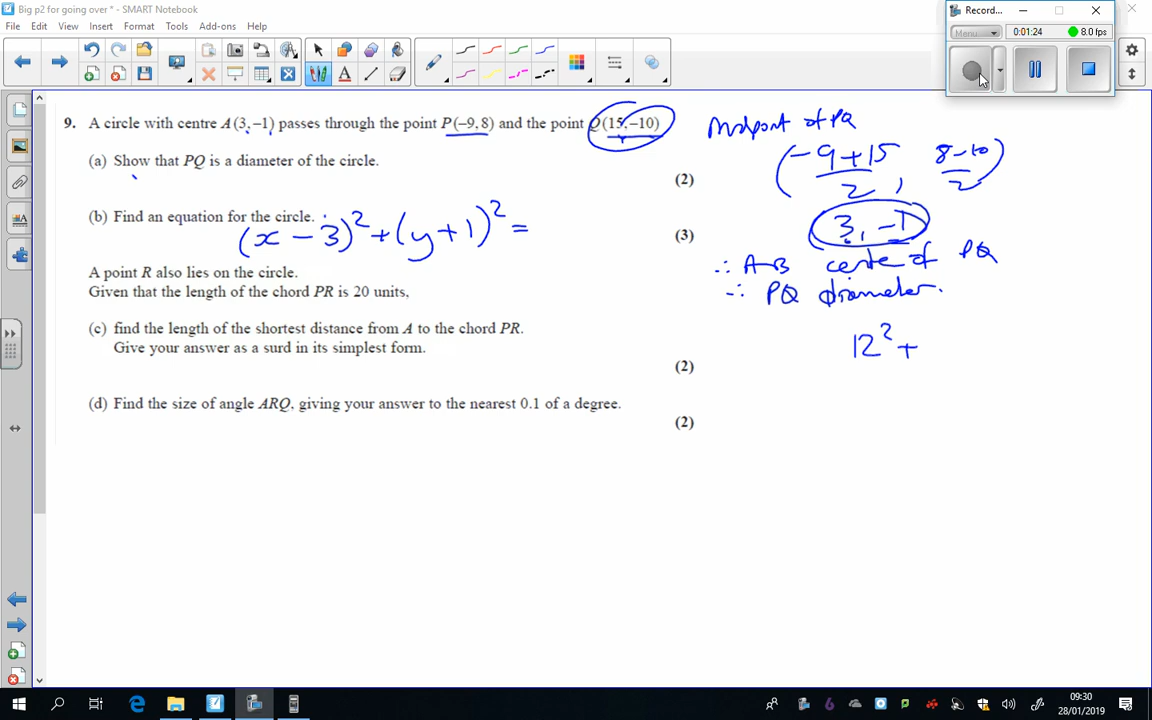 Big p2 for going over * - SMART Notebook
File Edit View Insert Format Tools Add-ons Help
Record...
Menu
0:01:24
8.0 fps
9. A circle with centre A(3, −1) passes through the point P(−9, 8) and the point Q(15, −10)
Midpoint of PQ
(−9+15/2, 8−10/2)
(a) Show that PQ is a diameter of the circle.
(2)
3, −1
(b) Find an equation for the circle.
(x − 3)² + (y + 1)² =
(3)
∴ A is centre of PQ
∴ PQ diameter.
A point R also lies on the circle.
Given that the length of the chord PR is 20 units,
(c) find the length of the shortest distance from A to the chord PR.
Give your answer as a surd in its simplest form.
12² +
(2)
(d) Find the size of angle ARQ, giving your answer to the nearest 0.1 of a degree.
(2)
09:30
28/01/2019